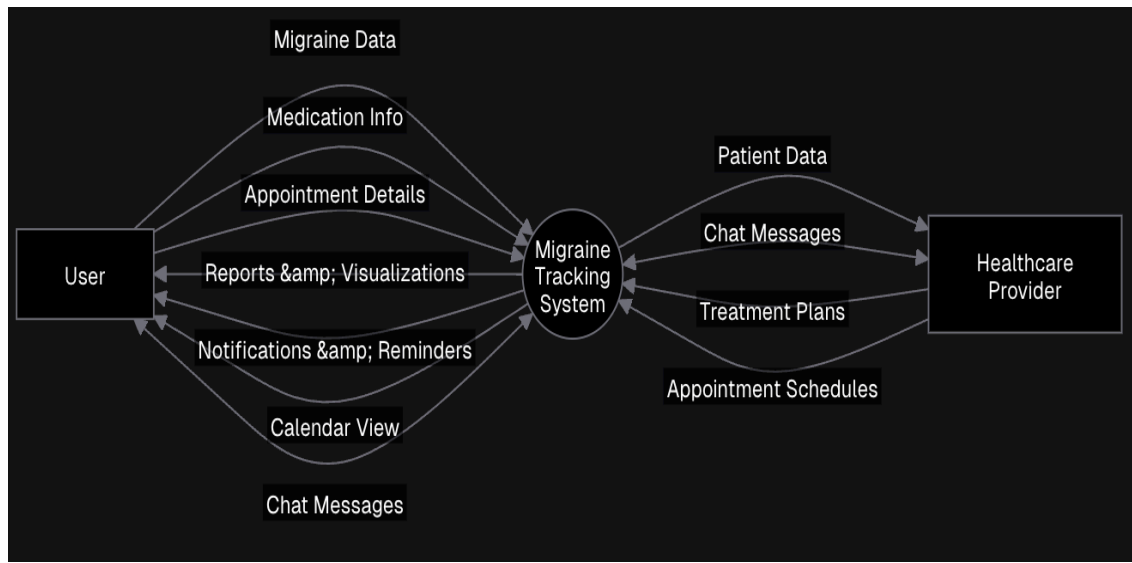 Migraine Data
Medication Info
Appointment Details
User
Reports &amp; Visualizations
Notifications &amp; Reminders
Calendar View
Chat Messages
Migraine
Tracking
System
Patient Data
Chat Messages
Treatment Plans
Appointment Schedules
Healthcare
Provider